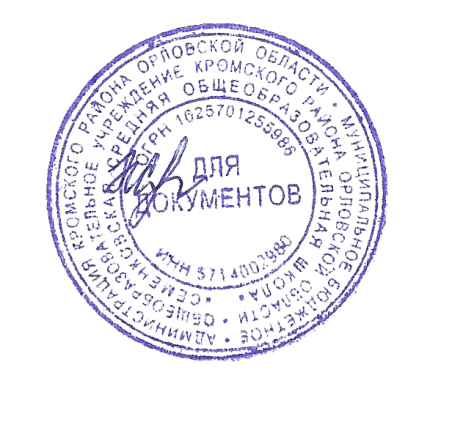 АДМИНИСТРАЦИЯ КРОМСКОГО РАЙОНА ОРЛОВСКОЙ ОБЛАСТИ • МУНИЦИПАЛЬНОЕ БЮДЖЕТНОЕ •
ОБЩЕОБРАЗОВАТЕЛЬНОЕ УЧРЕЖДЕНИЕ КРОМСКОГО РАЙОНА ОРЛОВСКОЙ ОБЛАСТИ •
"СЕМЕНКОВСКАЯ СРЕДНЯЯ ОБЩЕОБРАЗОВАТЕЛЬНАЯ ШКОЛА"
ОГРН 1025701255986
ДЛЯ
ДОКУМЕНТОВ
ИНН 5714003980